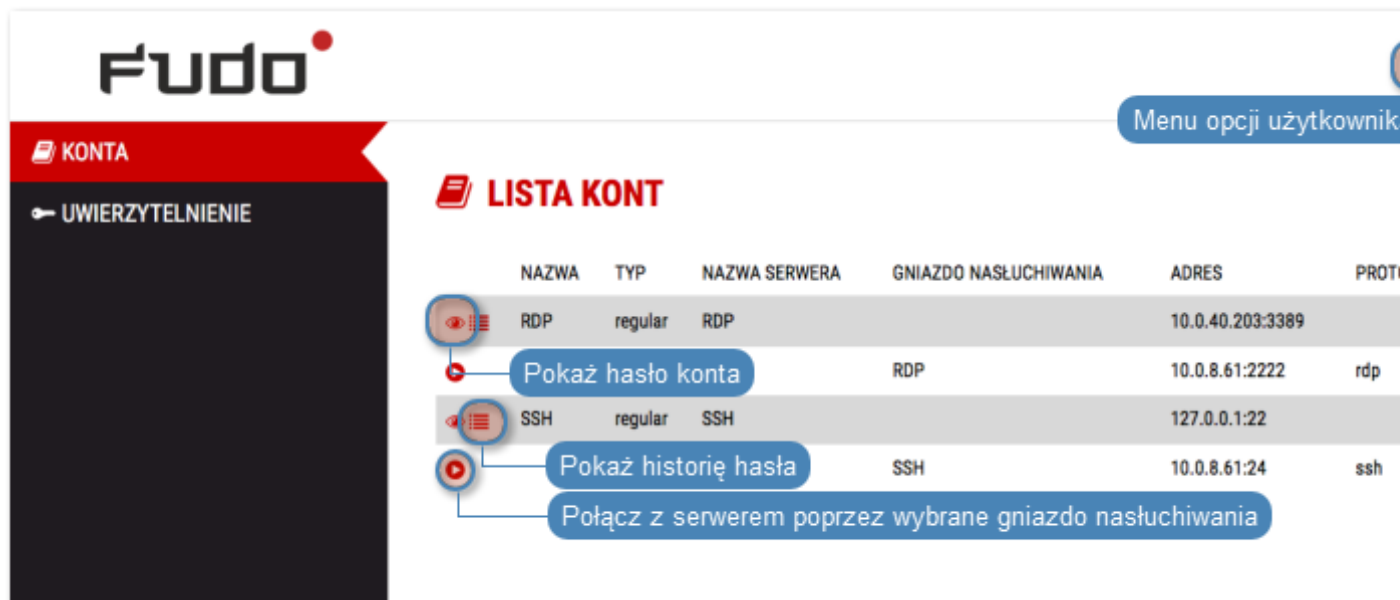 Fudo
Menu opcji użytkownik
KONTA
UWIERZYTELNIENIE
LISTA KONT
NAZWA TYP NAZWA SERWERA GNIAZDO NASŁUCHIWANIA ADRES PROT
RDP regular RDP 10.0.40.203:3389
Pokaż hasło konta RDP 10.0.8.61:2222 rdp
SSH regular SSH 127.0.0.1:22
Pokaż historię hasła SSH 10.0.8.61:24 ssh
Połącz z serwerem poprzez wybrane gniazdo nasłuchiwania